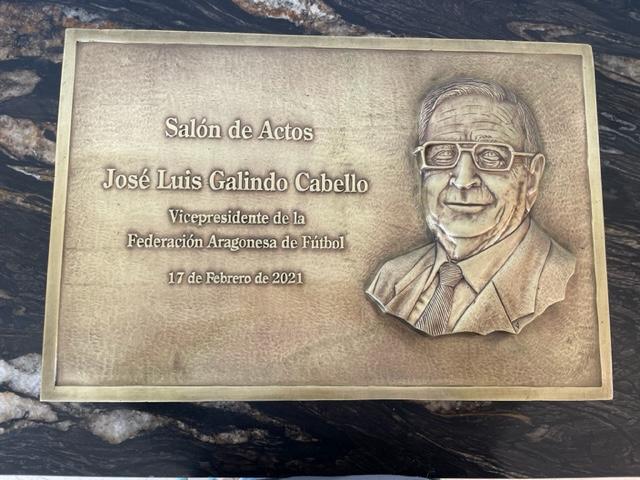 Salón de Actos
José Luis Galindo Cabello
Vicepresidente de la
Federación Aragonesa de Fútbol
17 de Febrero de 2021